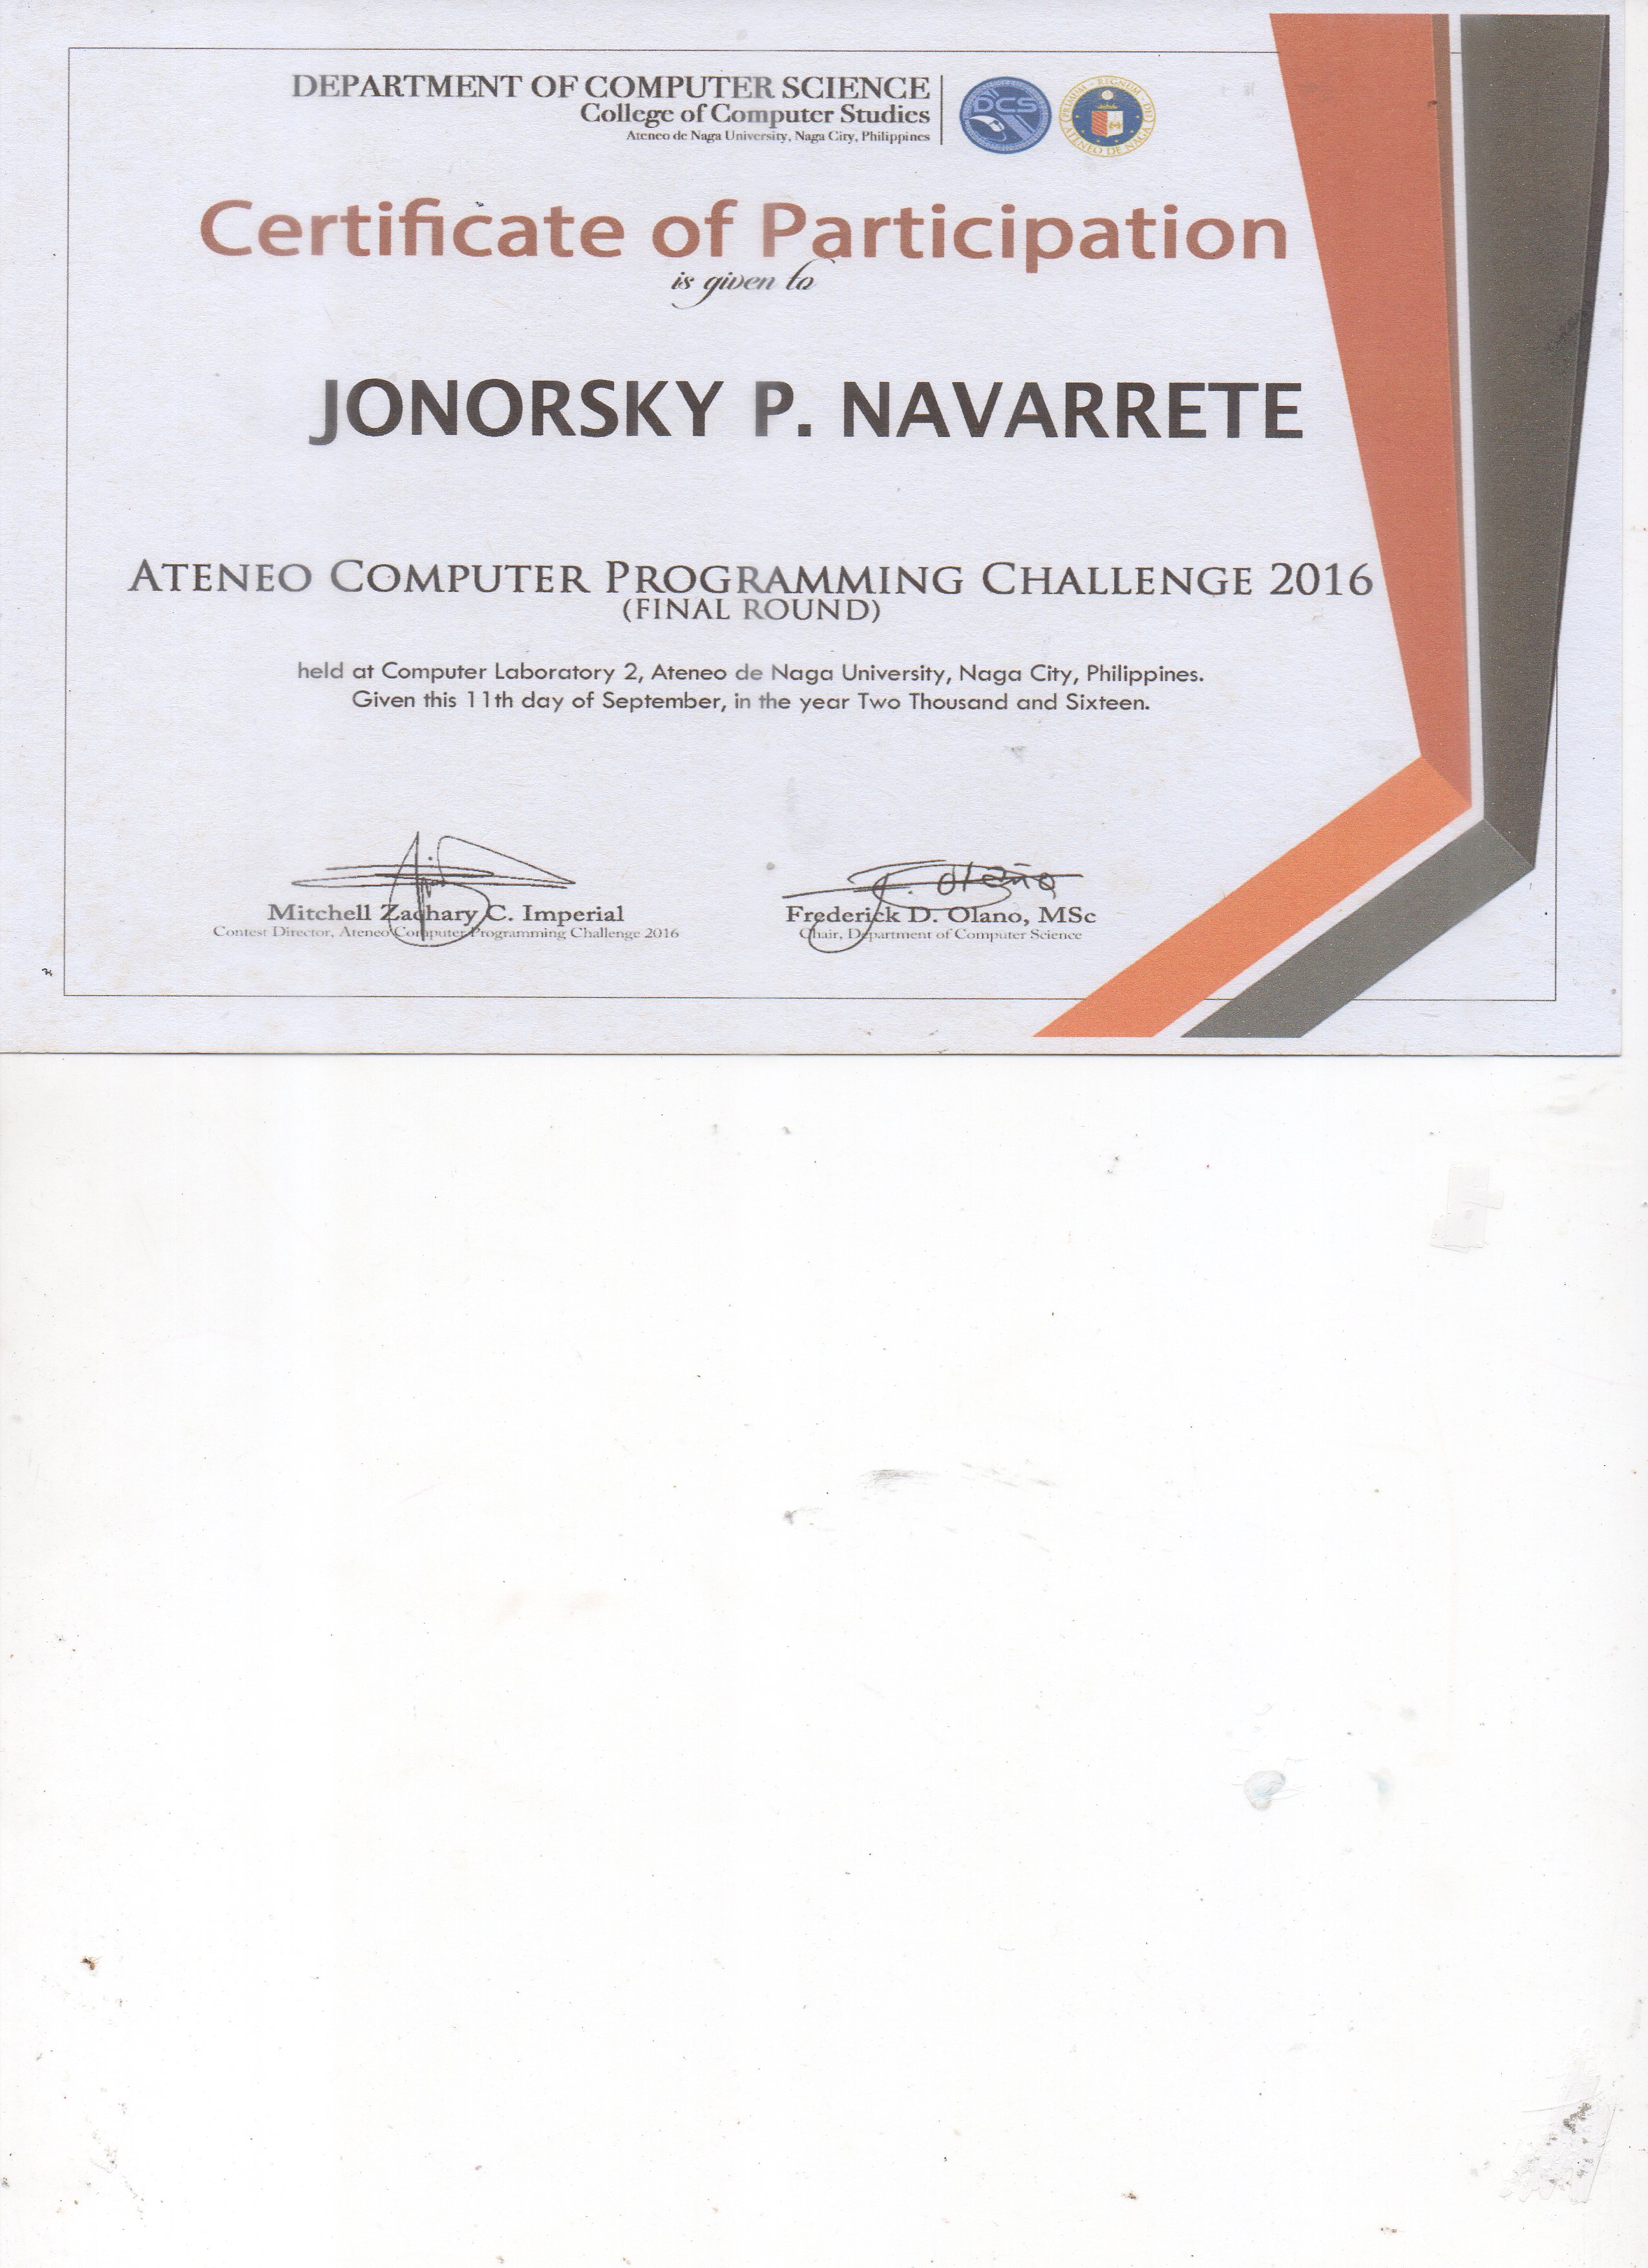 DEPARTMENT OF COMPUTER SCIENCE
College of Computer Studies
Ateneo de Naga University, Naga City, Philippines
DCS
PRIMUM REGNUM DEI
ATENEO DE NAGA
Certificate of Participation
is given to
JONORSKY P. NAVARRETE
ATENEO COMPUTER PROGRAMMING CHALLENGE 2016
(FINAL ROUND)
held at Computer Laboratory 2, Ateneo de Naga University, Naga City, Philippines.
Given this 11th day of September, in the year Two Thousand and Sixteen.
Mitchell Zachary C. Imperial
Contest Director, Ateneo Computer Programming Challenge 2016
Frederick D. Olano, MSc
Chair, Department of Computer Science